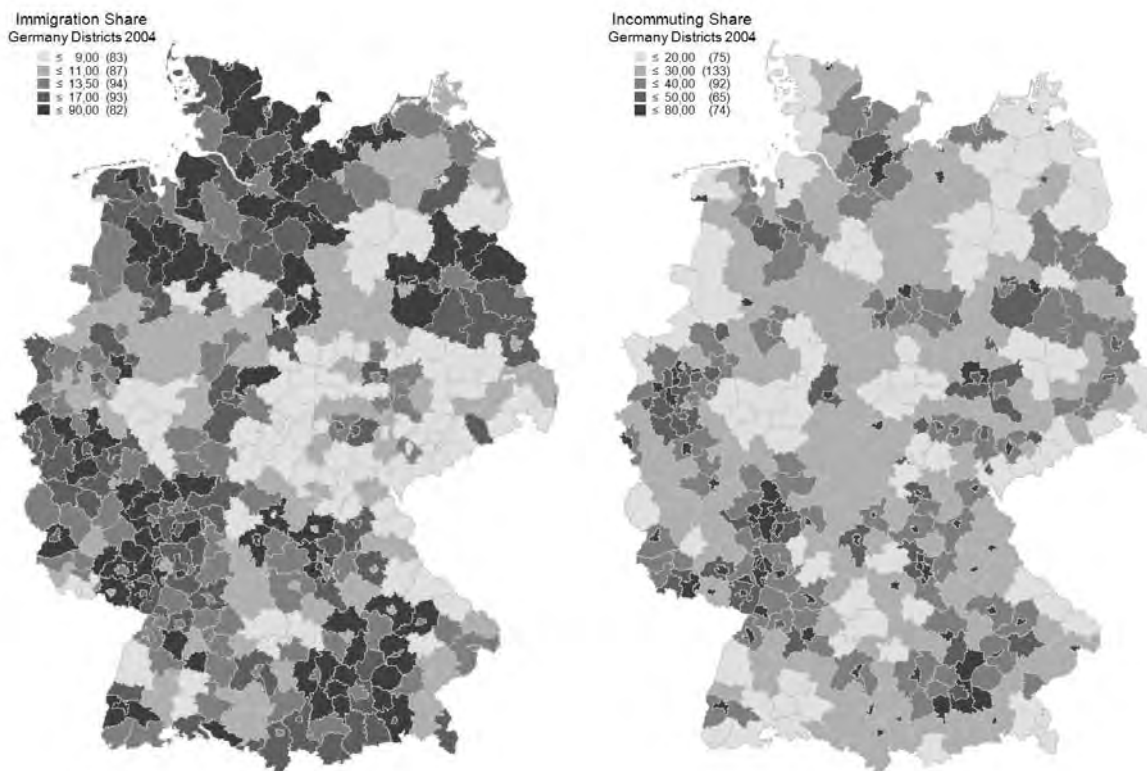 Immigration Share
Germany Districts 2004
≤ 9,00 (83)
≤ 11,00 (87)
≤ 13,50 (94)
≤ 17,00 (93)
≤ 90,00 (82)
Incommuting Share
Germany Districts 2004
≤ 20,00 (75)
≤ 30,00 (133)
≤ 40,00 (92)
≤ 50,00 (65)
≤ 80,00 (74)